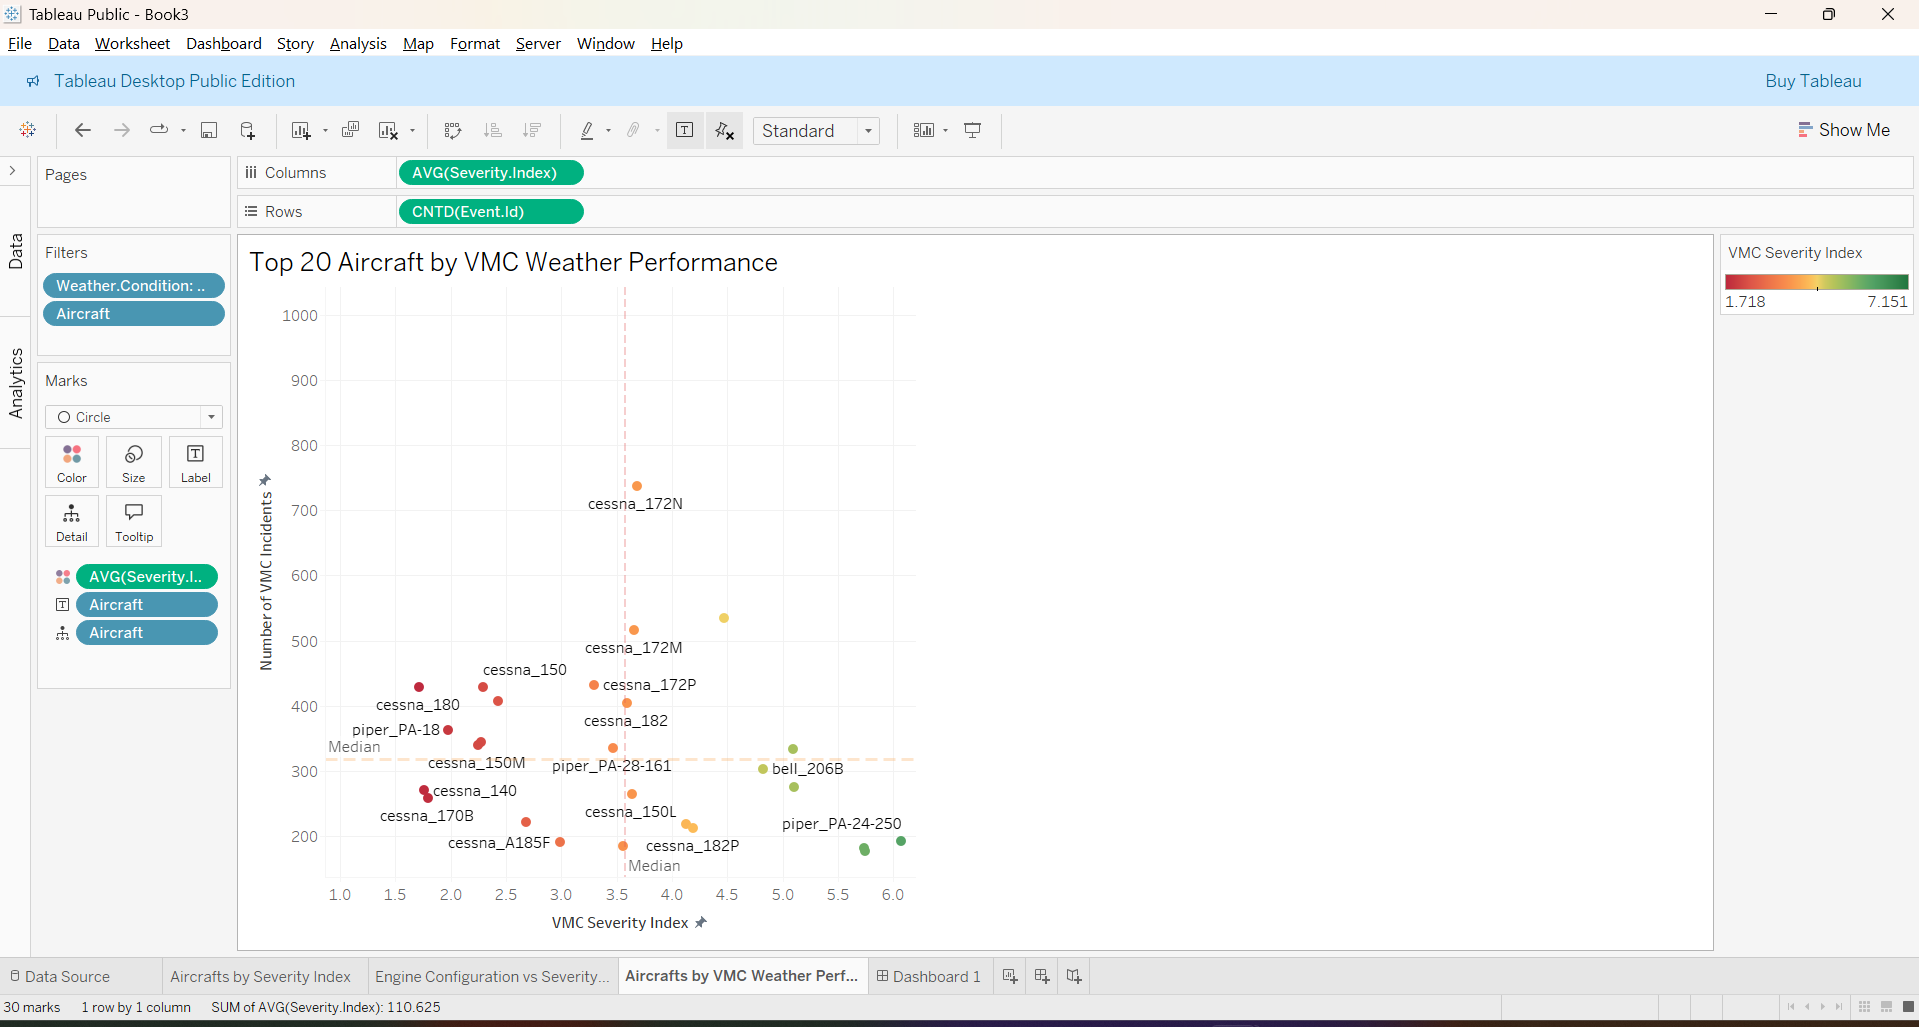 Tableau Public - Book3
File Data Worksheet Dashboard Story Analysis Map Format Server Window Help
Tableau Desktop Public Edition
Buy Tableau
Standard
Show Me
Pages
Columns
AVG(Severity.Index)
Rows
CNTD(Event.Id)
Data
Analytics
Filters
Weather.Condition: ..
Aircraft
Marks
Circle
Color
Size
Label
Detail
Tooltip
AVG(Severity.I..
Aircraft
Aircraft
Top 20 Aircraft by VMC Weather Performance
1000
900
800
700
600
500
400
300
200
Number of VMC Incidents
cessna_172N
cessna_172M
cessna_150
cessna_172P
cessna_180
cessna_182
piper_PA-18
Median
cessna_150M
piper_PA-28-161
bell_206B
cessna_140
cessna_170B
cessna_150L
piper_PA-24-250
cessna_A185F
cessna_182P
Median
1.0 1.5 2.0 2.5 3.0 3.5 4.0 4.5 5.0 5.5 6.0
VMC Severity Index
VMC Severity Index
1.718 7.151
Data Source
Aircrafts by Severity Index
Engine Configuration vs Severity...
Aircrafts by VMC Weather Perf...
Dashboard 1
30 marks 1 row by 1 column SUM of AVG(Severity.Index): 110.625